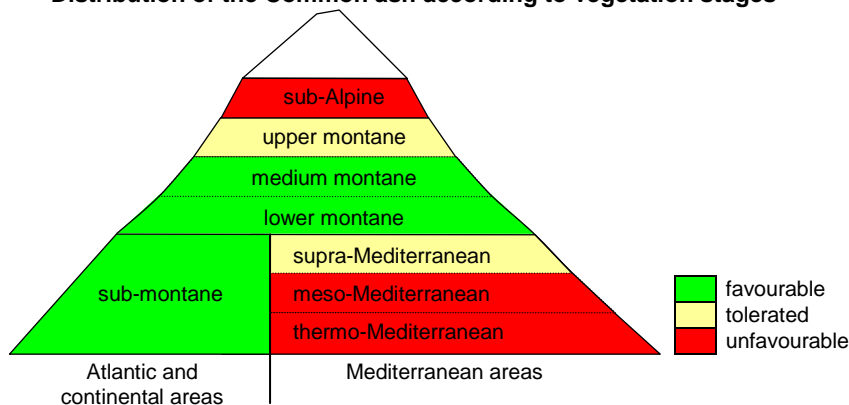 Distribution of the Common ash according to vegetation stages
sub-Alpine
upper montane
medium montane
lower montane
supra-Mediterranean
sub-montane
meso-Mediterranean
thermo-Mediterranean
favourable
tolerated
unfavourable
Atlantic and
continental areas
Mediterranean areas